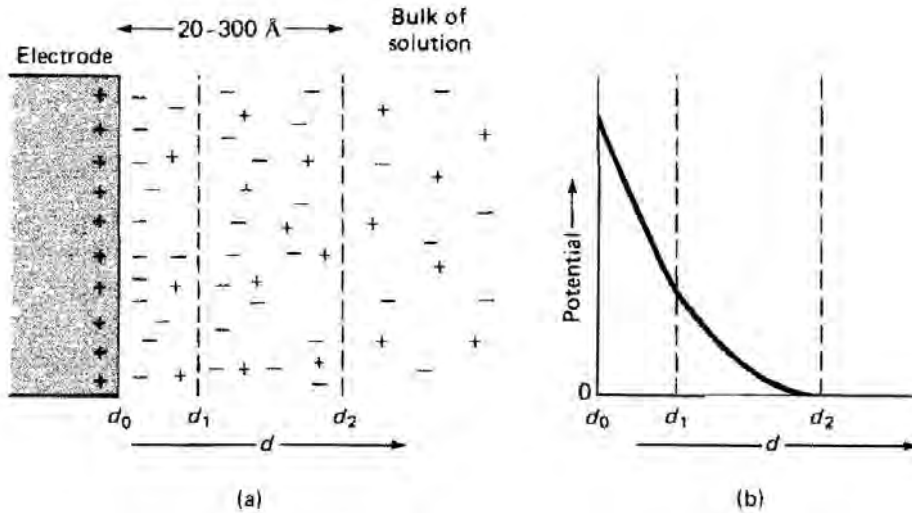 20-300 Å
Bulk of
solution
Electrode
d0 d1 d2
d
(a)
Potential
0
d0 d1 d2
d
(b)